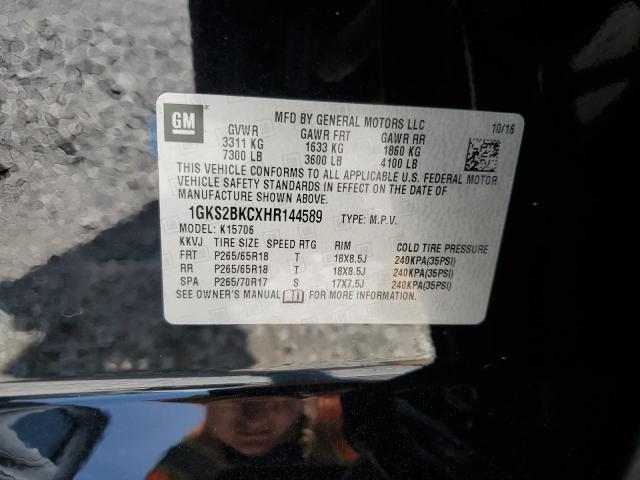 GM
MFD BY GENERAL MOTORS LLC 10/16
GVWR GAWR FRT GAWR RR
3311 KG 1633 KG 1860 KG
7300 LB 3600 LB 4100 LB
THIS VEHICLE CONFORMS TO ALL APPLICABLE U.S. FEDERAL MOTOR
VEHICLE SAFETY STANDARDS IN EFFECT ON THE DATE OF
MANUFACTURE SHOWN ABOVE.
1GKS2BKCXHR144589 TYPE: M.P.V.
MODEL: K15706
KKVJ TIRE SIZE SPEED RTG RIM COLD TIRE PRESSURE
FRT P265/65R18 T 18X8.5J 240KPA(35PSI)
RR P265/65R18 T 18X8.5J 240KPA(35PSI)
SPA P265/70R17 S 17X7.5J 240KPA(35PSI)
SEE OWNER'S MANUAL FOR MORE INFORMATION.